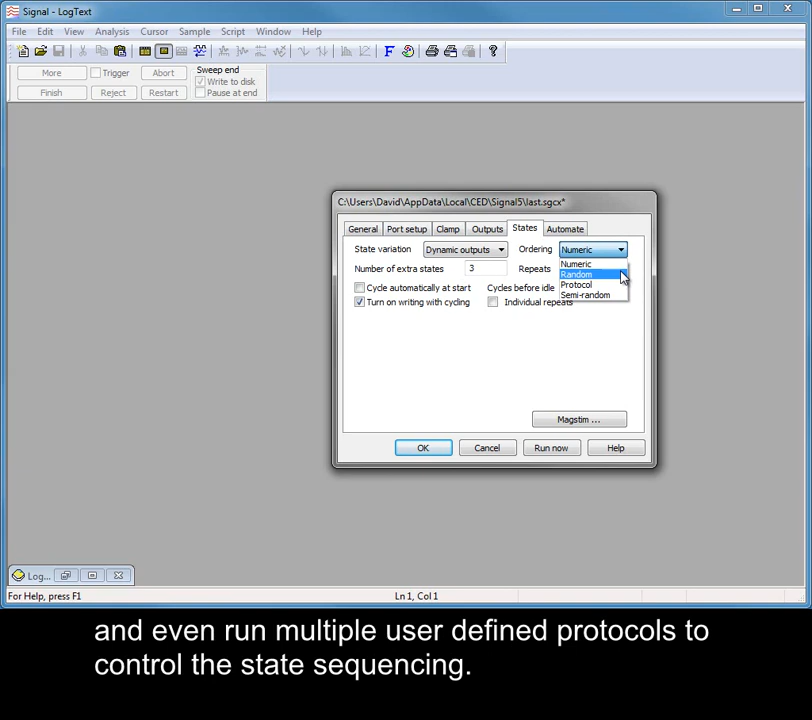 Signal - LogText
File Edit View Analysis Cursor Sample Script Window Help
More Trigger Abort Sweep end
Write to disk
Finish Reject Restart Pause at end
C:\Users\David\AppData\Local\CED\Signal5\last.sgcx*
General Port setup Clamp Outputs States Automate
State variation Dynamic outputs Ordering Numeric
Numeric
Number of extra states 3 Repeats Random
Protocol
Cycle automatically at start Cycles before idle
Semi-random
Turn on writing with cycling Individual repeats
Magstim ...
OK Cancel Run now Help
Log...
For Help, press F1 Ln 1, Col 1
and even run multiple user defined protocols to
control the state sequencing.